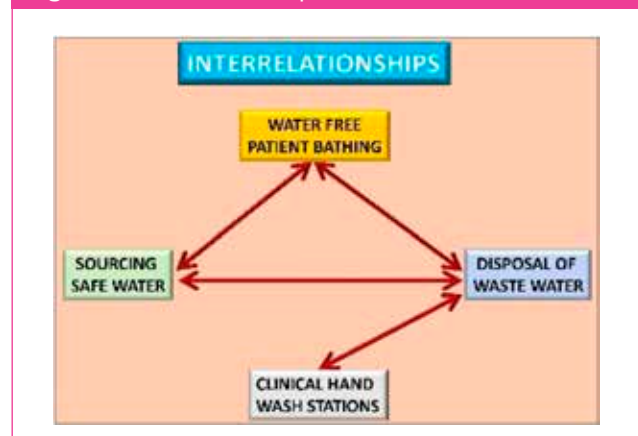 INTERRELATIONSHIPS
WATER FREE
PATIENT BATHING
SOURCING
SAFE WATER
DISPOSAL OF
WASTE WATER
CLINICAL HAND
WASH STATIONS